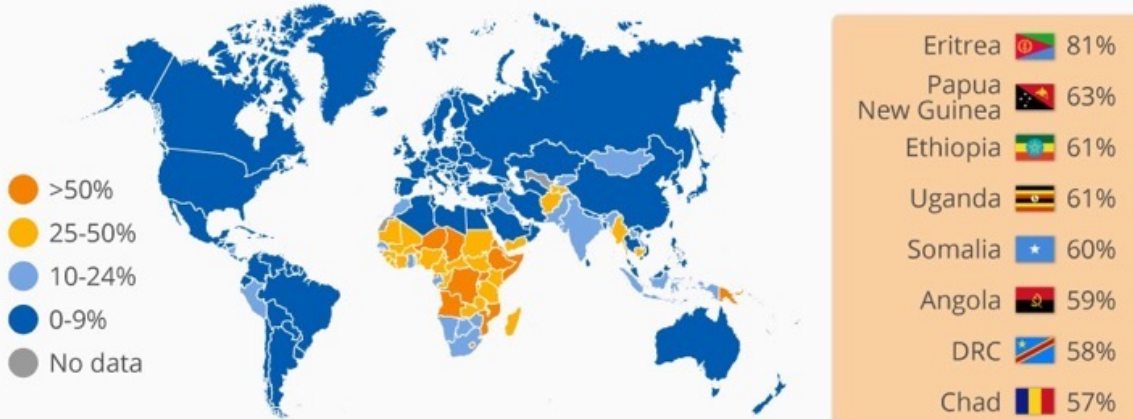 >50%
25-50%
10-24%
0-9%
No data
Eritrea 81%
Papua
New Guinea 63%
Ethiopia 61%
Uganda 61%
Somalia 60%
Angola 59%
DRC 58%
Chad 57%